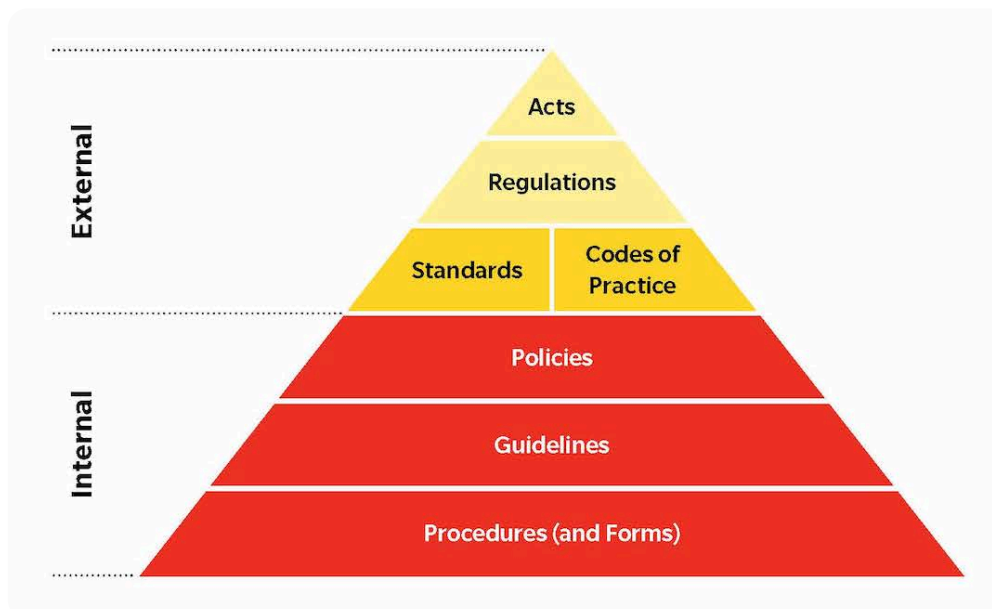 External
Acts
Regulations
Standards
Codes of
Practice
Internal
Policies
Guidelines
Procedures (and Forms)